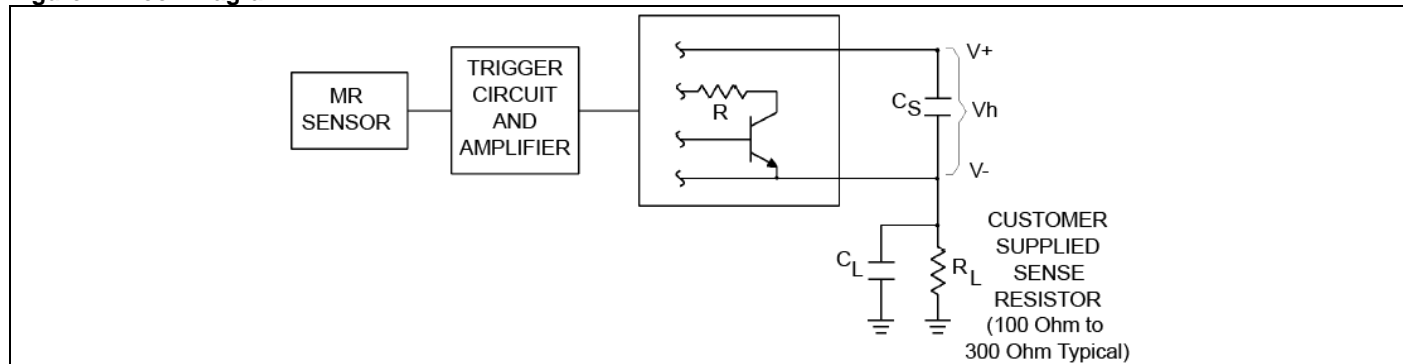 MR
SENSOR
TRIGGER
CIRCUIT
AND
AMPLIFIER
R
V+
CS
Vh
V-
CL
RL
CUSTOMER
SUPPLIED
SENSE
RESISTOR
(100 Ohm to
300 Ohm Typical)